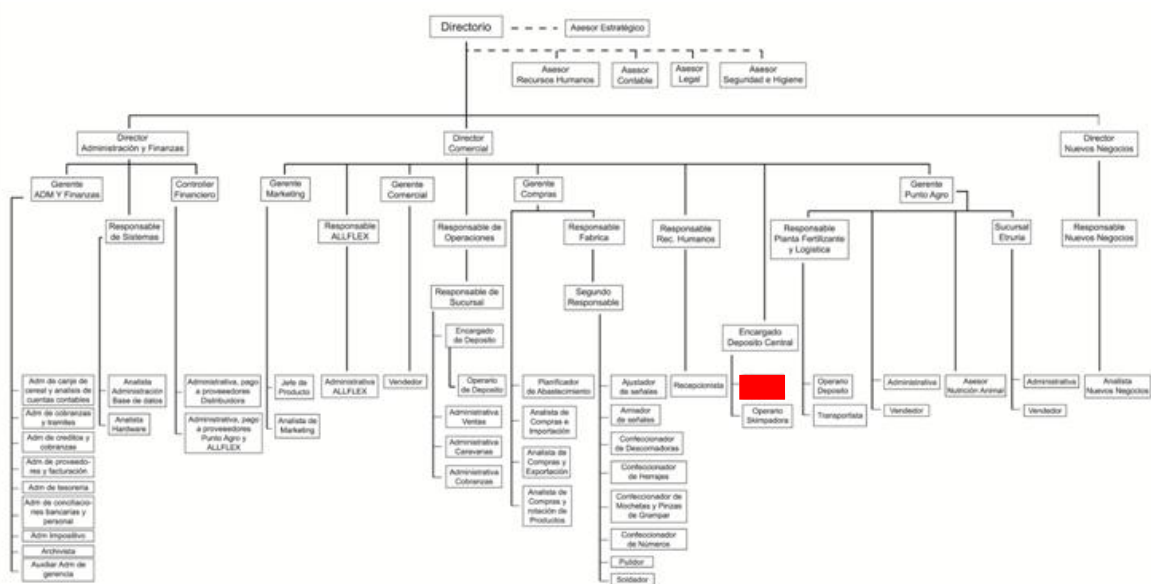 Directorio
Asesor Estratégico
Asesor
Recursos Humanos
Asesor
Contable
Asesor
Legal
Asesor
Seguridad e Higiene
Director
Administración y Finanzas
Director
Comercial
Director
Nuevos Negocios
Gerente
ADM Y Finanzas
Controller
Financiero
Gerente
Marketing
Gerente
Comercial
Gerente
Compras
Gerente
Punto Agro
Responsable
de Sistemas
Responsable
ALLFLEX
Responsable de
Operaciones
Responsable
Fabrica
Responsable
Rec. Humanos
Responsable
Planta Fertilizante
y Logística
Sucursal
Etruria
Responsable
Nuevos Negocios
Responsable de
Sucursal
Segundo
Responsable
Encargado
de Deposito
Encargado
Deposito Central
Adm de canje de
cereal y analisis de
cuentas contables
Adm de cobranzas
y tramites
Adm de creditos y
cobranzas
Adm de proveedo-
res y facturación
Adm de tesoreria
Adm de conciliacio-
nes bancarias y
personal
Adm Impositivo
Archivista
Auxiliar Adm de
gerencia
Analista
Administración
Base de datos
Analista
Hardware
Administrativa, pago
a proveedores
Distribuidora
Administrativa, pago
a proveedores
Punto Agro y
ALLFLEX
Jefe de
Producto
Analista de
Marketing
Administrativa
ALLFLEX
Vendedor
Operario
de Deposito
Administrativa
Ventas
Administrativa
Caravanas
Administrativa
Cobranzas
Planificador
de Abastecimiento
Analista de
Compras e
Importación
Analista de
Compras y
Exportación
Analista de
Compras y
rotación de
Productos
Ajustador
de señales
Armador
de señales
Confeccionador
de Descornadoras
Confeccionador
de Herrajes
Confeccionador de
Mochetas y Pinzas
de Grampar
Confeccionador
de Números
Pulidor
Soldador
Recepcionista
Operario
Skimpadora
Operario
Deposito
Transportista
Administrativa
Vendedor
Asesor
Nutrición Animal
Administrativa
Vendedor
Analista
Nuevos Negocios